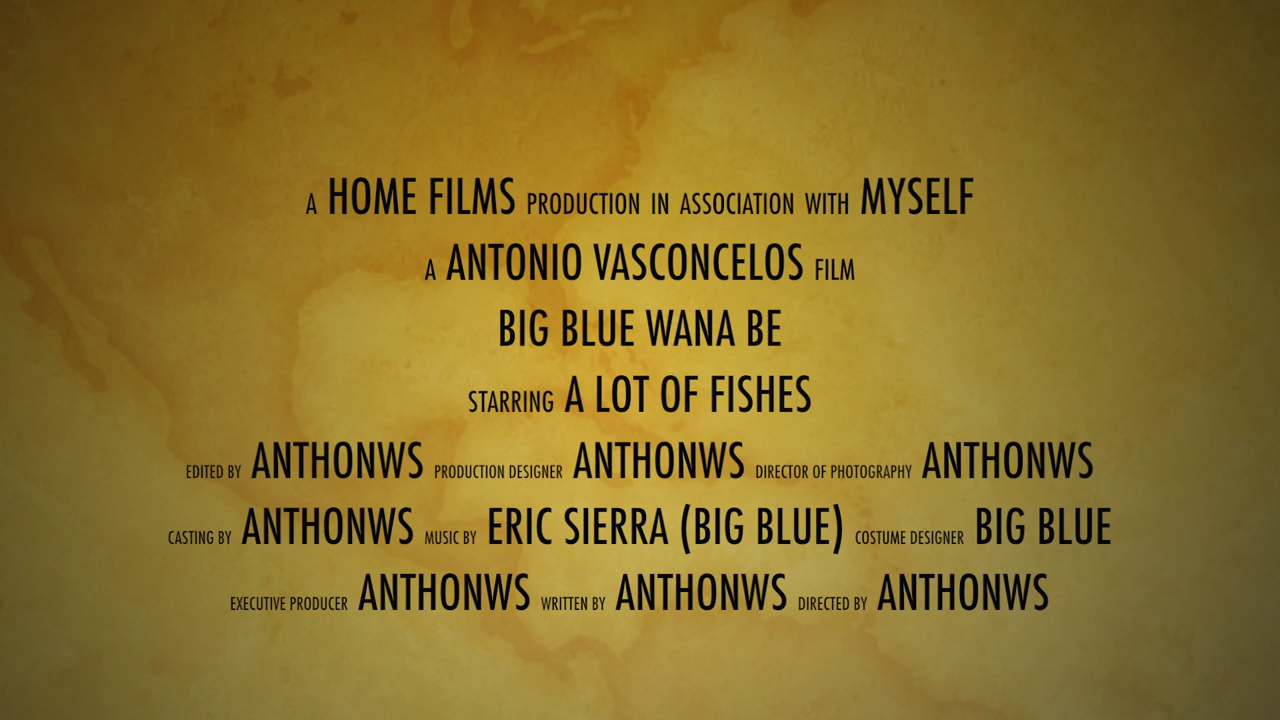 A HOME FILMS PRODUCTION IN ASSOCIATION WITH MYSELF
A ANTONIO VASCONCELOS FILM
BIG BLUE WANA BE
STARRING A LOT OF FISHES
EDITED BY ANTHONWS PRODUCTION DESIGNER ANTHONWS DIRECTOR OF PHOTOGRAPHY ANTHONWS
CASTING BY ANTHONWS MUSIC BY ERIC SIERRA (BIG BLUE) COSTUME DESIGNER BIG BLUE
EXECUTIVE PRODUCER ANTHONWS WRITTEN BY ANTHONWS DIRECTED BY ANTHONWS